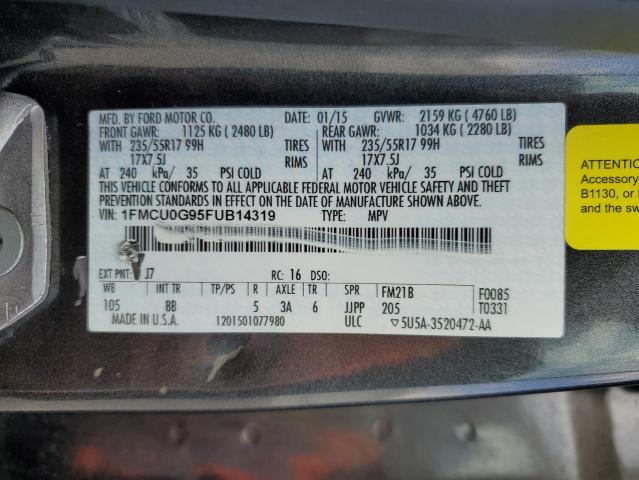 MFD. BY FORD MOTOR CO. 01/15 GVWR: 2159 KG ( 4760 LB)
FRONT GAWR: 1125 KG ( 2480 LB) REAR GAWR: 1034 KG ( 2280 LB)
WITH 235/55R17 99H TIRES WITH 235/55R17 99H TIRES
17X7.5J RIMS 17X7.5J RIMS
AT 240 kPa/ 35 PSI COLD AT 240 kPa/ 35 PSI COLD
THIS VEHICLE CONFORMS TO ALL APPLICABLE FEDERAL MOTOR VEHICLE SAFETY AND THEFT
PREVENTION STANDARDS IN EFFECT ON THE DATE OF MANUFACTURE SHOWN ABOVE.
VIN: 1FMCU0G95FUB14319 TYPE: MPV
EXT PNT: J7 RC: 16 DSO:
WB INT TR TP/PS R AXLE TR SPR FM21B F0085
105 8B 5 3A 6 JJPP 205 T0331
MADE IN U.S.A. 1201501077980 ULC 5U5A-3520472-AA
ATTENTIO
Accessory
B1130, or
and the sw